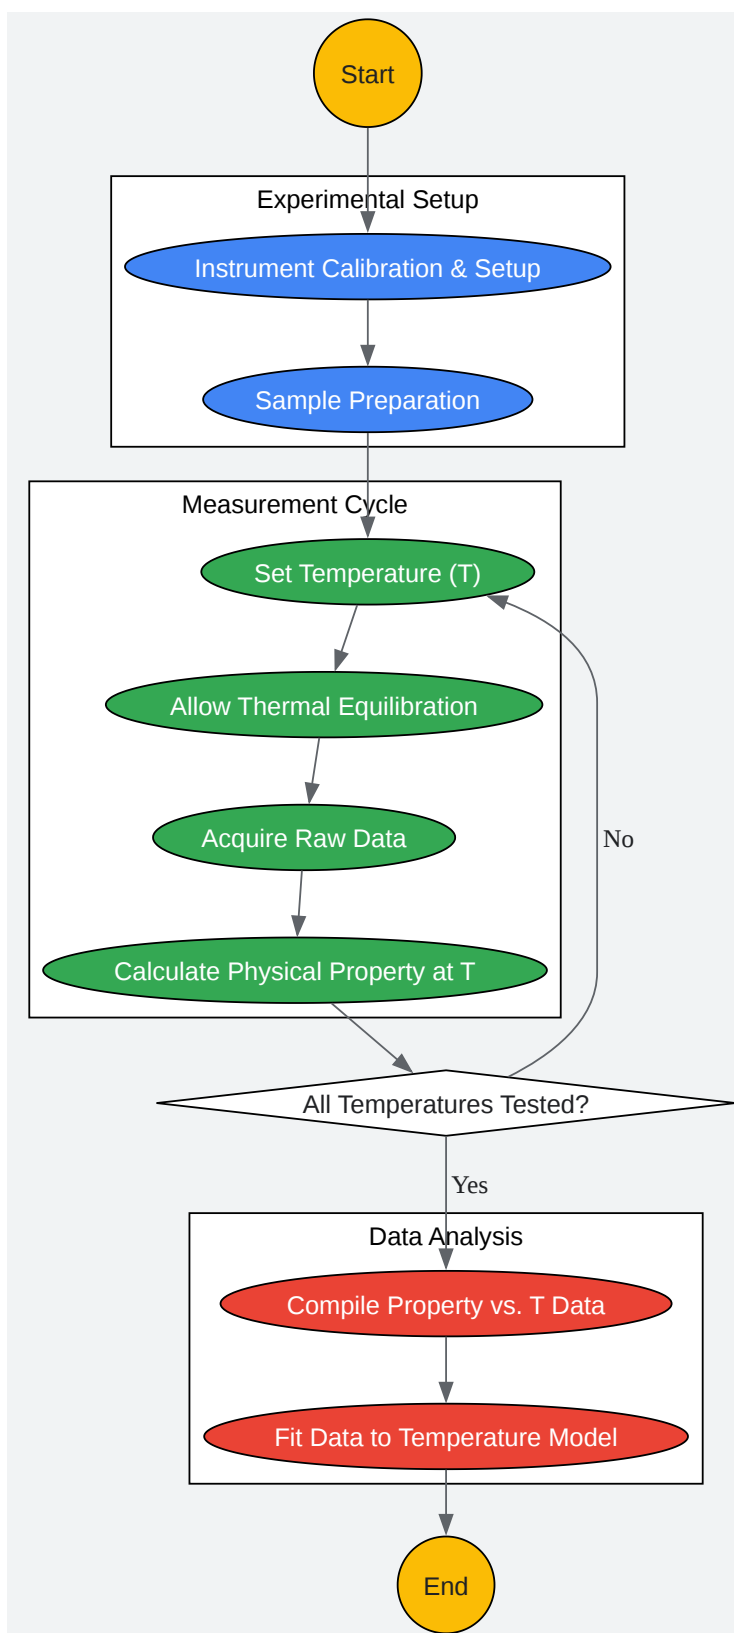 Start
Experimental Setup
Instrument Calibration & Setup
Sample Preparation
Measurement Cycle
Set Temperature (T)
Allow Thermal Equilibration
Acquire Raw Data
No
Calculate Physical Property at T
All Temperatures Tested?
Yes
Data Analysis
Compile Property vs. T Data
Fit Data to Temperature Model
End